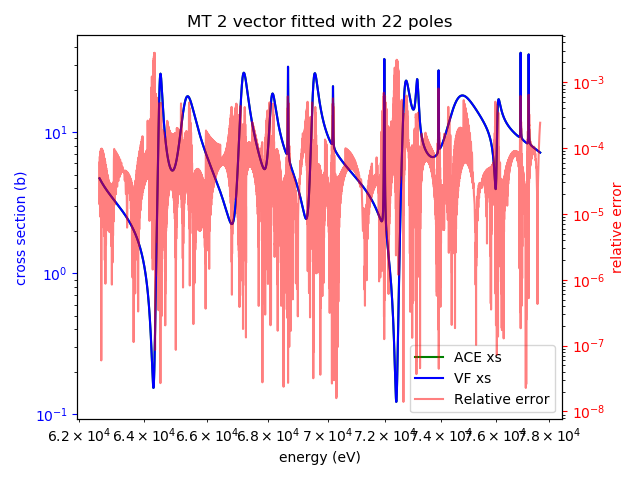 MT 2 vector fitted with 22 poles
cross section (b)
10¹
10⁰
10⁻¹
relative error
10⁻³
10⁻⁴
10⁻⁵
10⁻⁶
10⁻⁷
10⁻⁸
ACE xs
VF xs
Relative error
6.2 × 10⁴ 6.4 × 10⁴ 6.6 × 10⁴ 6.8 × 10⁴ 7 × 10⁴ 7.2 × 10⁴ 7.4 × 10⁴ 7.6 × 10⁴ 7.8 × 10⁴
energy (eV)